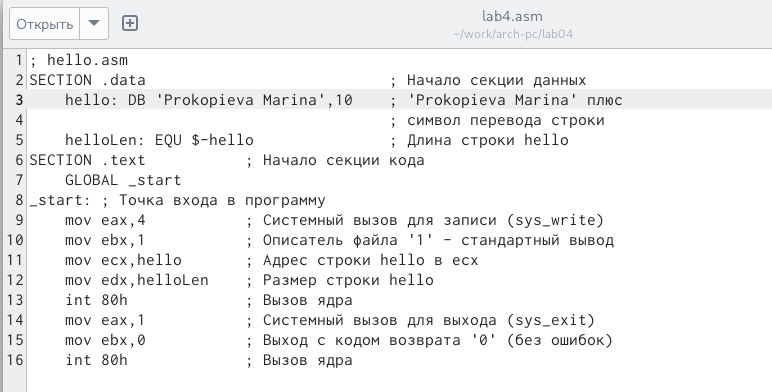 Открыть
lab4.asm
~/work/arch-pc/lab04
1 ; hello.asm
2 SECTION .data                           ; Начало секции данных
3     hello: DB 'Prokopieva Marina',10    ; 'Prokopieva Marina' плюс
4                                         ; символ перевода строки
5     helloLen: EQU $-hello               ; Длина строки hello
6 SECTION .text           ; Начало секции кода
7     GLOBAL _start
8 _start: ; Точка входа в программу
9     mov eax,4           ; Системный вызов для записи (sys_write)
10     mov ebx,1           ; Описатель файла '1' - стандартный вывод
11     mov ecx,hello       ; Адрес строки hello в ecx
12     mov edx,helloLen    ; Размер строки hello
13     int 80h             ; Вызов ядра
14     mov eax,1           ; Системный вызов для выхода (sys_exit)
15     mov ebx,0           ; Выход с кодом возврата '0' (без ошибок)
16     int 80h             ; Вызов ядра